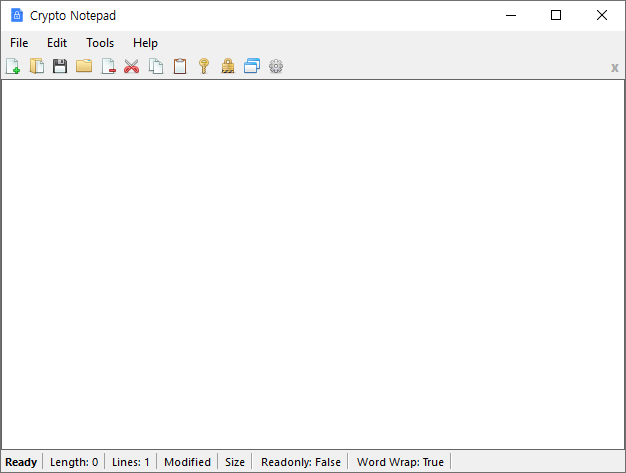 Crypto Notepad
File Edit Tools Help
x
Ready Length: 0 Lines: 1 Modified Size Readonly: False Word Wrap: True